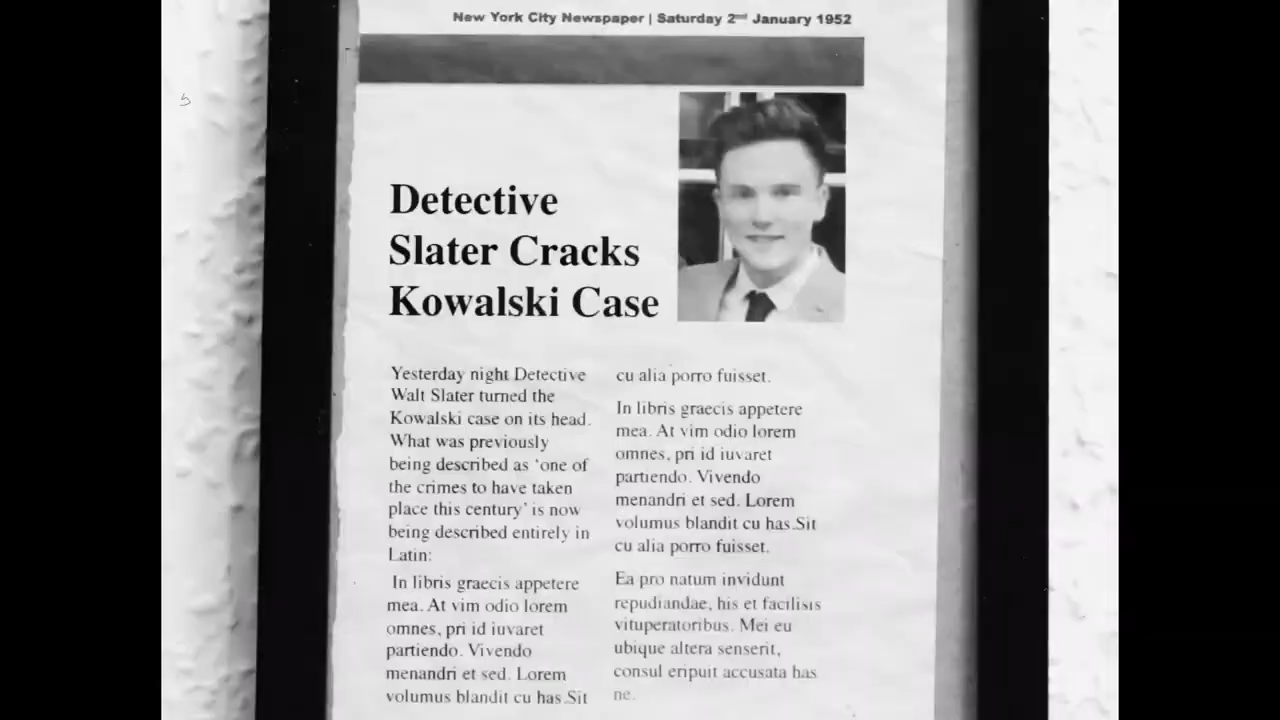 New York City Newspaper | Saturday 2nd January 1952
Detective
Slater Cracks
Kowalski Case
Yesterday night Detective
Walt Slater turned the
Kowalski case on its head.
What was previously
being described as ‘one of
the crimes to have taken
place this century’ is now
being described entirely in
Latin:
In libris graecis appetere
mea. At vim odio lorem
omnes, pri id iuvaret
partiendo. Vivendo
menandri et sed. Lorem
volumus blandit cu has.Sit
cu alia porro fuisset.
In libris graecis appetere
mea. At vim odio lorem
omnes, pri id iuvaret
partiendo. Vivendo
menandri et sed. Lorem
volumus blandit cu has.Sit
cu alia porro fuisset.
Ea pro natum invidunt
repudiandae, his et facilisis
vituperatoribus. Mei eu
ubique altera senserit,
consul eripuit accusata has
ne.